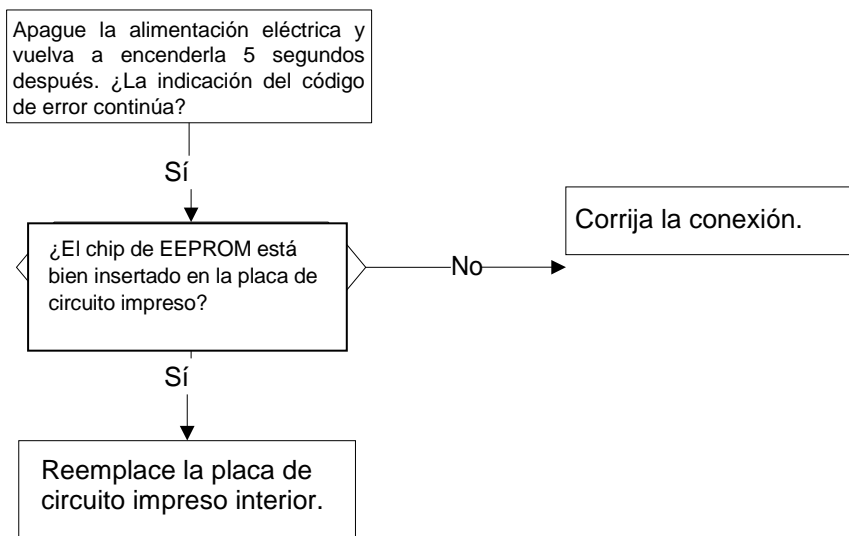 Apague la alimentación eléctrica y
vuelva a encenderla 5 segundos
después. ¿La indicación del código
de error continúa?
Sí
¿El chip de EEPROM está
bien insertado en la placa de
circuito impreso?
No
Corrija la conexión.
Sí
Reemplace la placa de
circuito impreso interior.